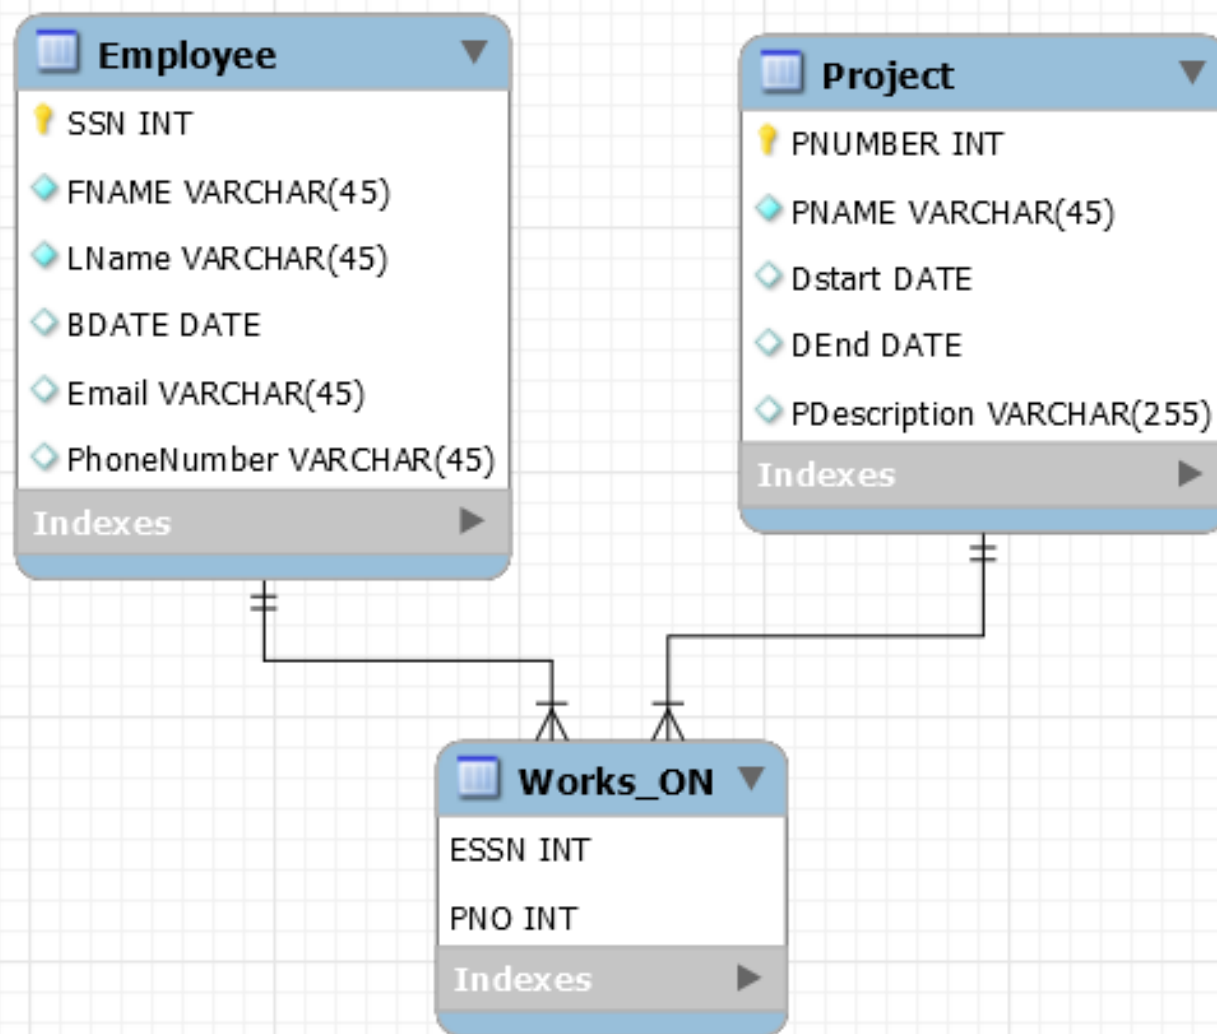 Employee
SSN INT
FNAME VARCHAR(45)
LName VARCHAR(45)
BDATE DATE
Email VARCHAR(45)
PhoneNumber VARCHAR(45)
Indexes
Project
PNUMBER INT
PNAME VARCHAR(45)
Dstart DATE
DEnd DATE
PDescription VARCHAR(255)
Indexes
Works_ON
ESSN INT
PNO INT
Indexes